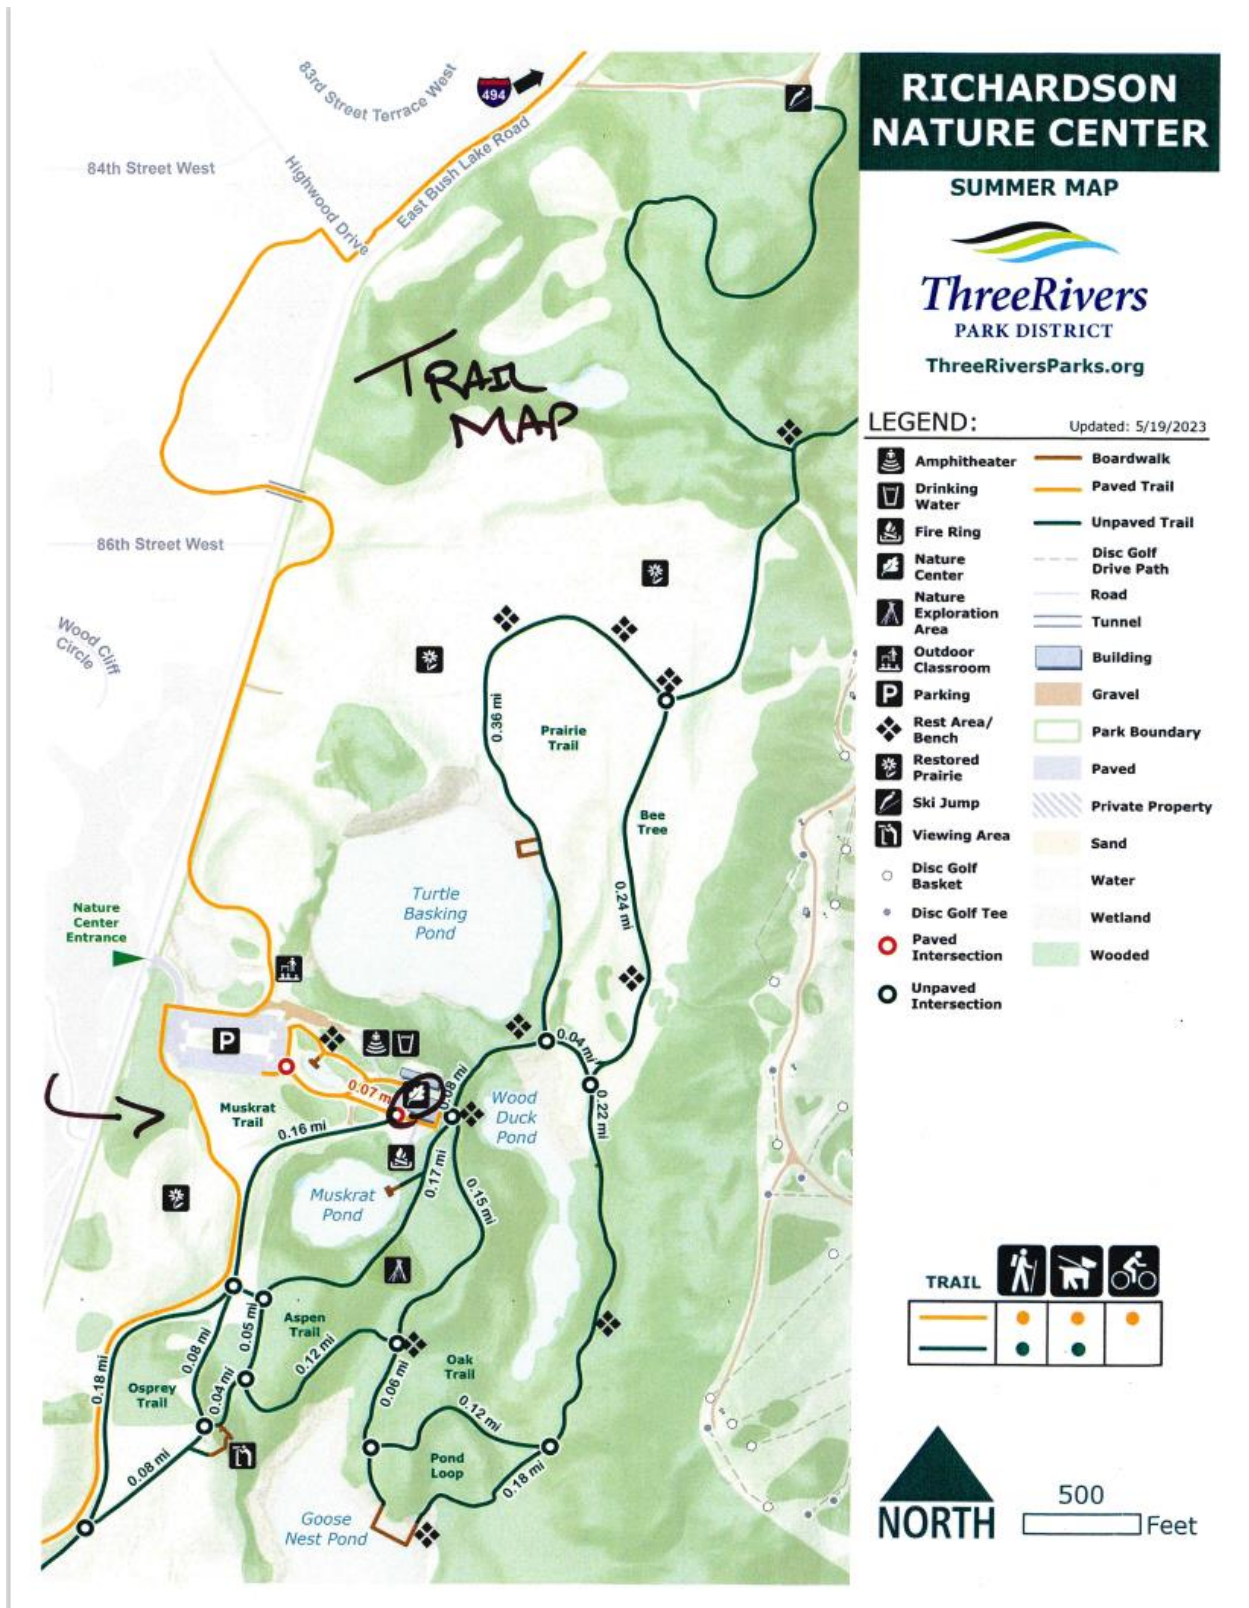 RICHARDSON
NATURE CENTER
SUMMER MAP
ThreeRivers
PARK DISTRICT
ThreeRiversParks.org
LEGEND:
Updated: 5/19/2023
Amphitheater
Drinking
Water
Fire Ring
Nature
Center
Nature
Exploration
Area
Outdoor
Classroom
P
Parking
Rest Area/
Bench
Restored
Prairie
Ski Jump
Viewing Area
Disc Golf
Basket
Disc Golf Tee
Paved
Intersection
Unpaved
Intersection
Boardwalk
Paved Trail
Unpaved Trail
Disc Golf
Drive Path
Road
Tunnel
Building
Gravel
Park Boundary
Paved
Private Property
Sand
Water
Wetland
Wooded
TRAIL
NORTH
500
Feet
83rd Street Terrace West
494
84th Street West
Highwood Drive
East Bush Lake Road
TRAIL
MAP
86th Street West
Wood Cliff
Circle
0.36 mi
Prairie
Trail
Bee
Tree
0.24 mi
Turtle
Basking
Pond
Nature
Center
Entrance
P
0.04 mi
0.08 mi
0.07 m
Wood
Duck
Pond
0.22 mi
Muskrat
Trail
0.16 mi
0.17 mi
0.15 mi
Muskrat
Pond
Aspen
Trail
0.05 mi
0.08 mi
0.12 mi
0.18 mi
Osprey
Trail
0.04 mi
0.06 mi
Oak
Trail
0.12 mi
0.08 mi
Pond
Loop
0.18 mi
Goose
Nest Pond